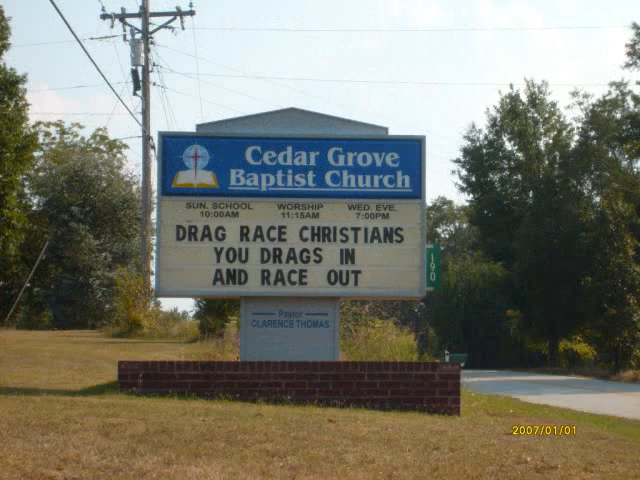 Cedar Grove
Baptist Church
SUN. SCHOOL WORSHIP WED. EVE.
10:00AM 11:15AM 7:00PM
DRAG RACE CHRISTIANS
YOU DRAGS IN
AND RACE OUT
190
Pastor
CLARENCE THOMAS
2007/01/01